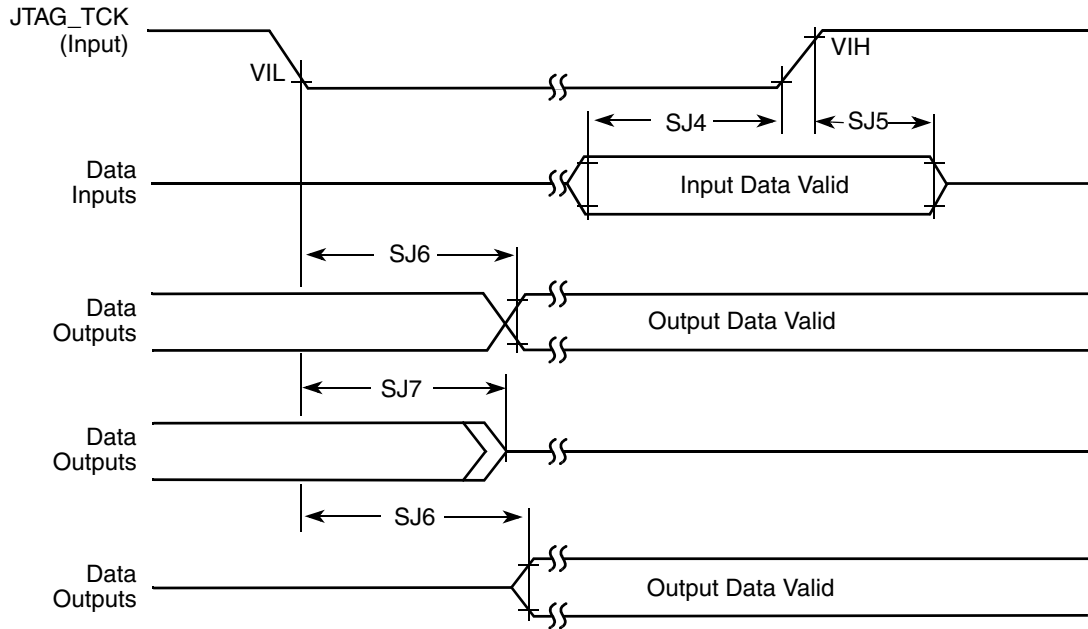 JTAG_TCK
(Input)
VIL
VIH
SJ4
SJ5
Data
Inputs
Input Data Valid
SJ6
Data
Outputs
Output Data Valid
SJ7
Data
Outputs
SJ6
Data
Outputs
Output Data Valid